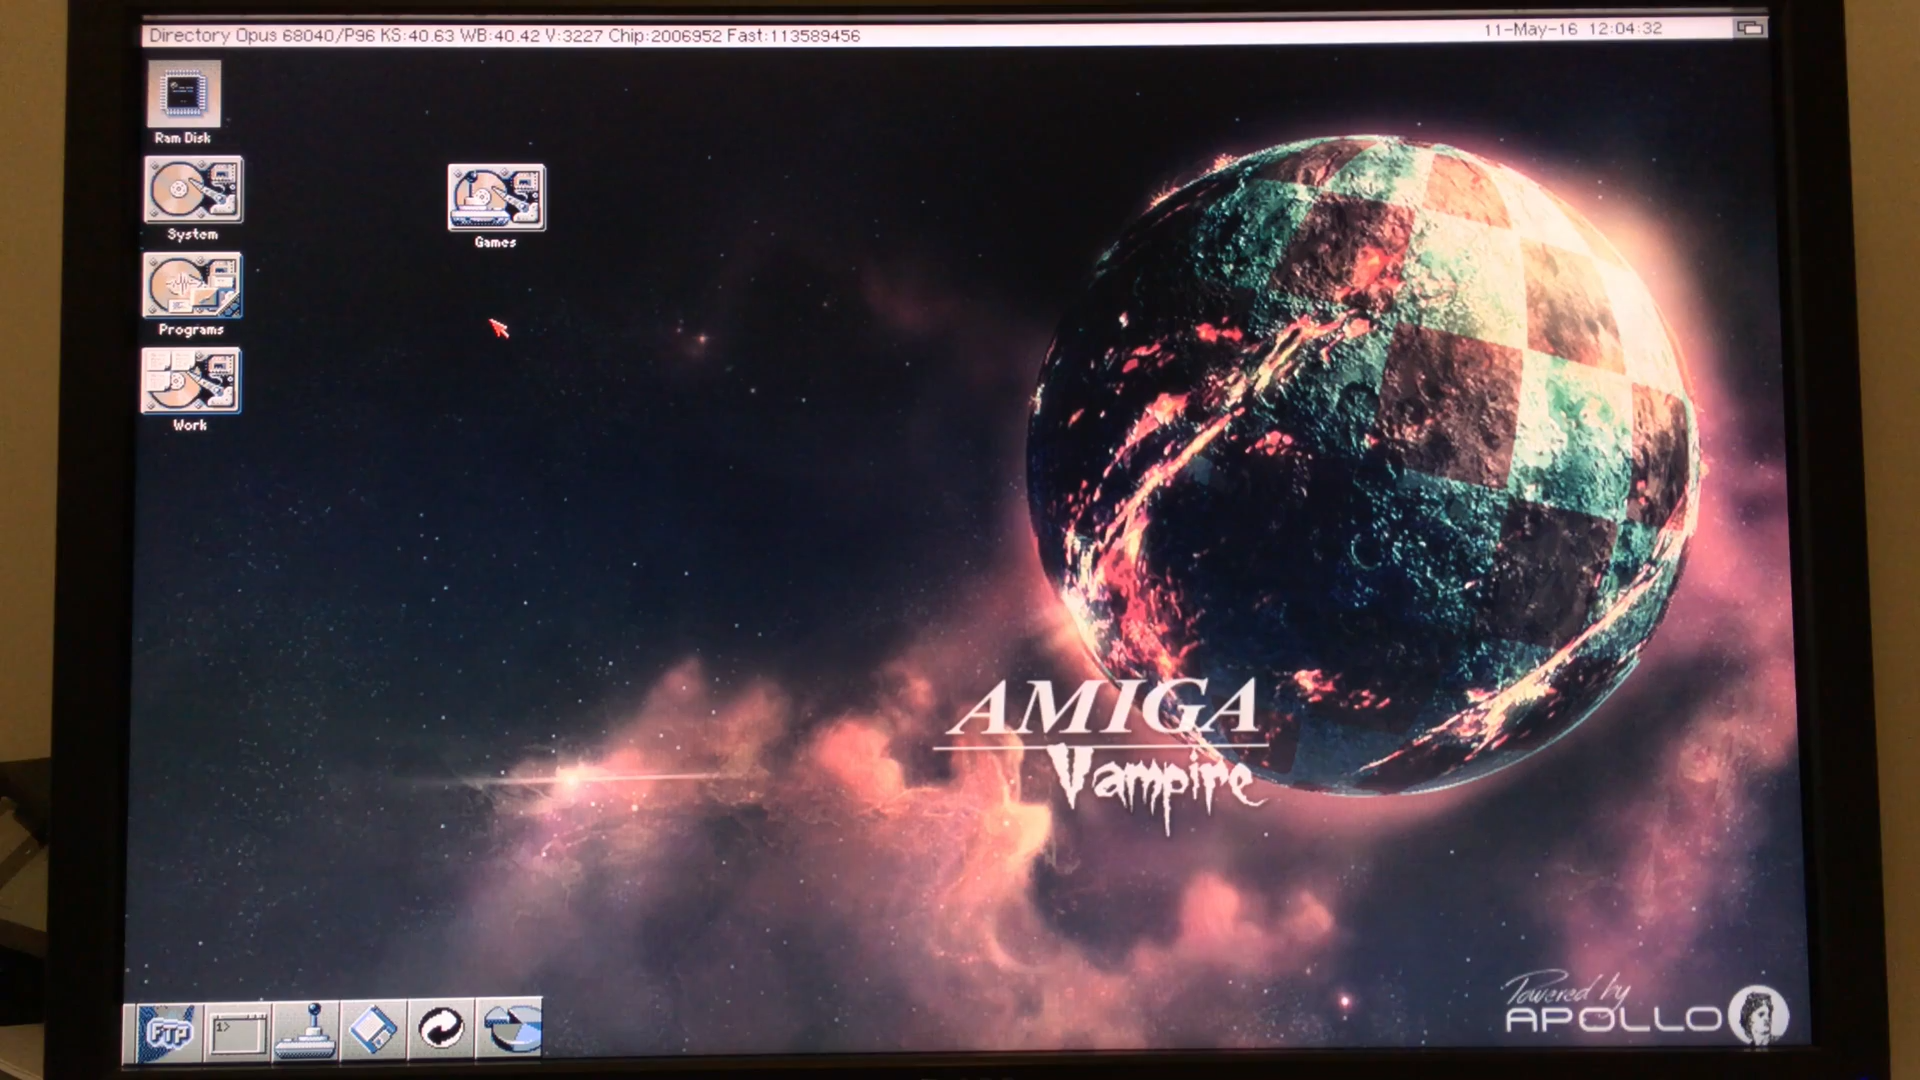 Directory Opus 68040/P96 KS:40.63 WB:40.42 V:3227 Chip:2006952 Fast:113589456
11-May-16 12:04:32
Ram Disk
System
Games
Programs
Work
AMIGA
Vampire
Powered by
APOLLO
FTP
1>